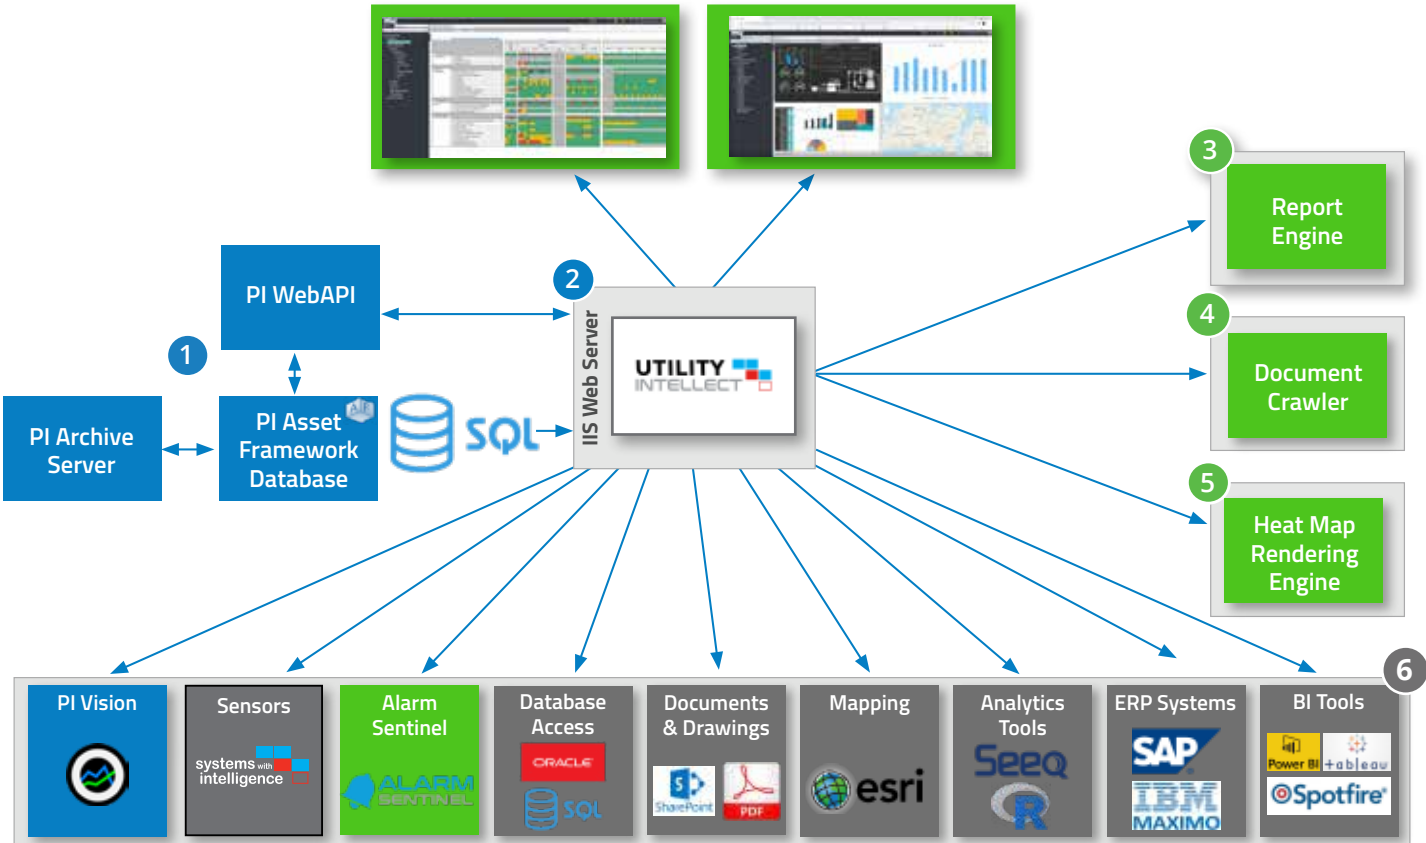 3
Report
Engine
2
PI WebAPI
4
1
IIS Web Server
UTILITY
INTELLECT
Document
Crawler
PI Archive
Server
PI Asset
Framework
Database
SQL
5
Heat Map
Rendering
Engine
6
PI Vision
Sensors
systems with
intelligence
Alarm
Sentinel
ALARM
SENTINEL
Database
Access
ORACLE
SQL
Documents
& Drawings
SharePoint
PDF
Mapping
esri
Analytics
Tools
Seeq
R
ERP Systems
SAP
IBM
MAXIMO
BI Tools
Power BI
+ableau
Spotfire